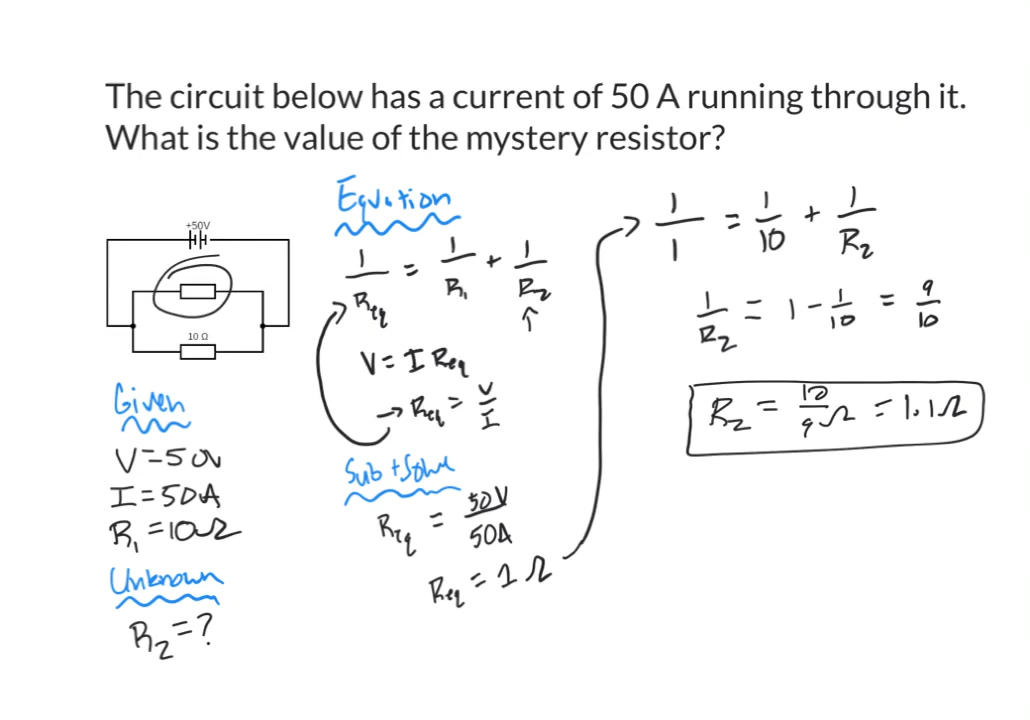 The circuit below has a current of 50 A running through it.
What is the value of the mystery resistor?
+50V
10 Ω
Given
V=50V
I=50A
R₁=10Ω
Unknown
R₂=?
Equation
1/Req = 1/R₁ + 1/R₂
↑
V=I Req
→ Req = V/I
Sub + Solve
Req = 50V/50A
Req = 1 Ω
1/1 = 1/10 + 1/R₂
1/R₂ = 1 - 1/10 = 9/10
R₂ = 10/9 Ω = 1.1Ω